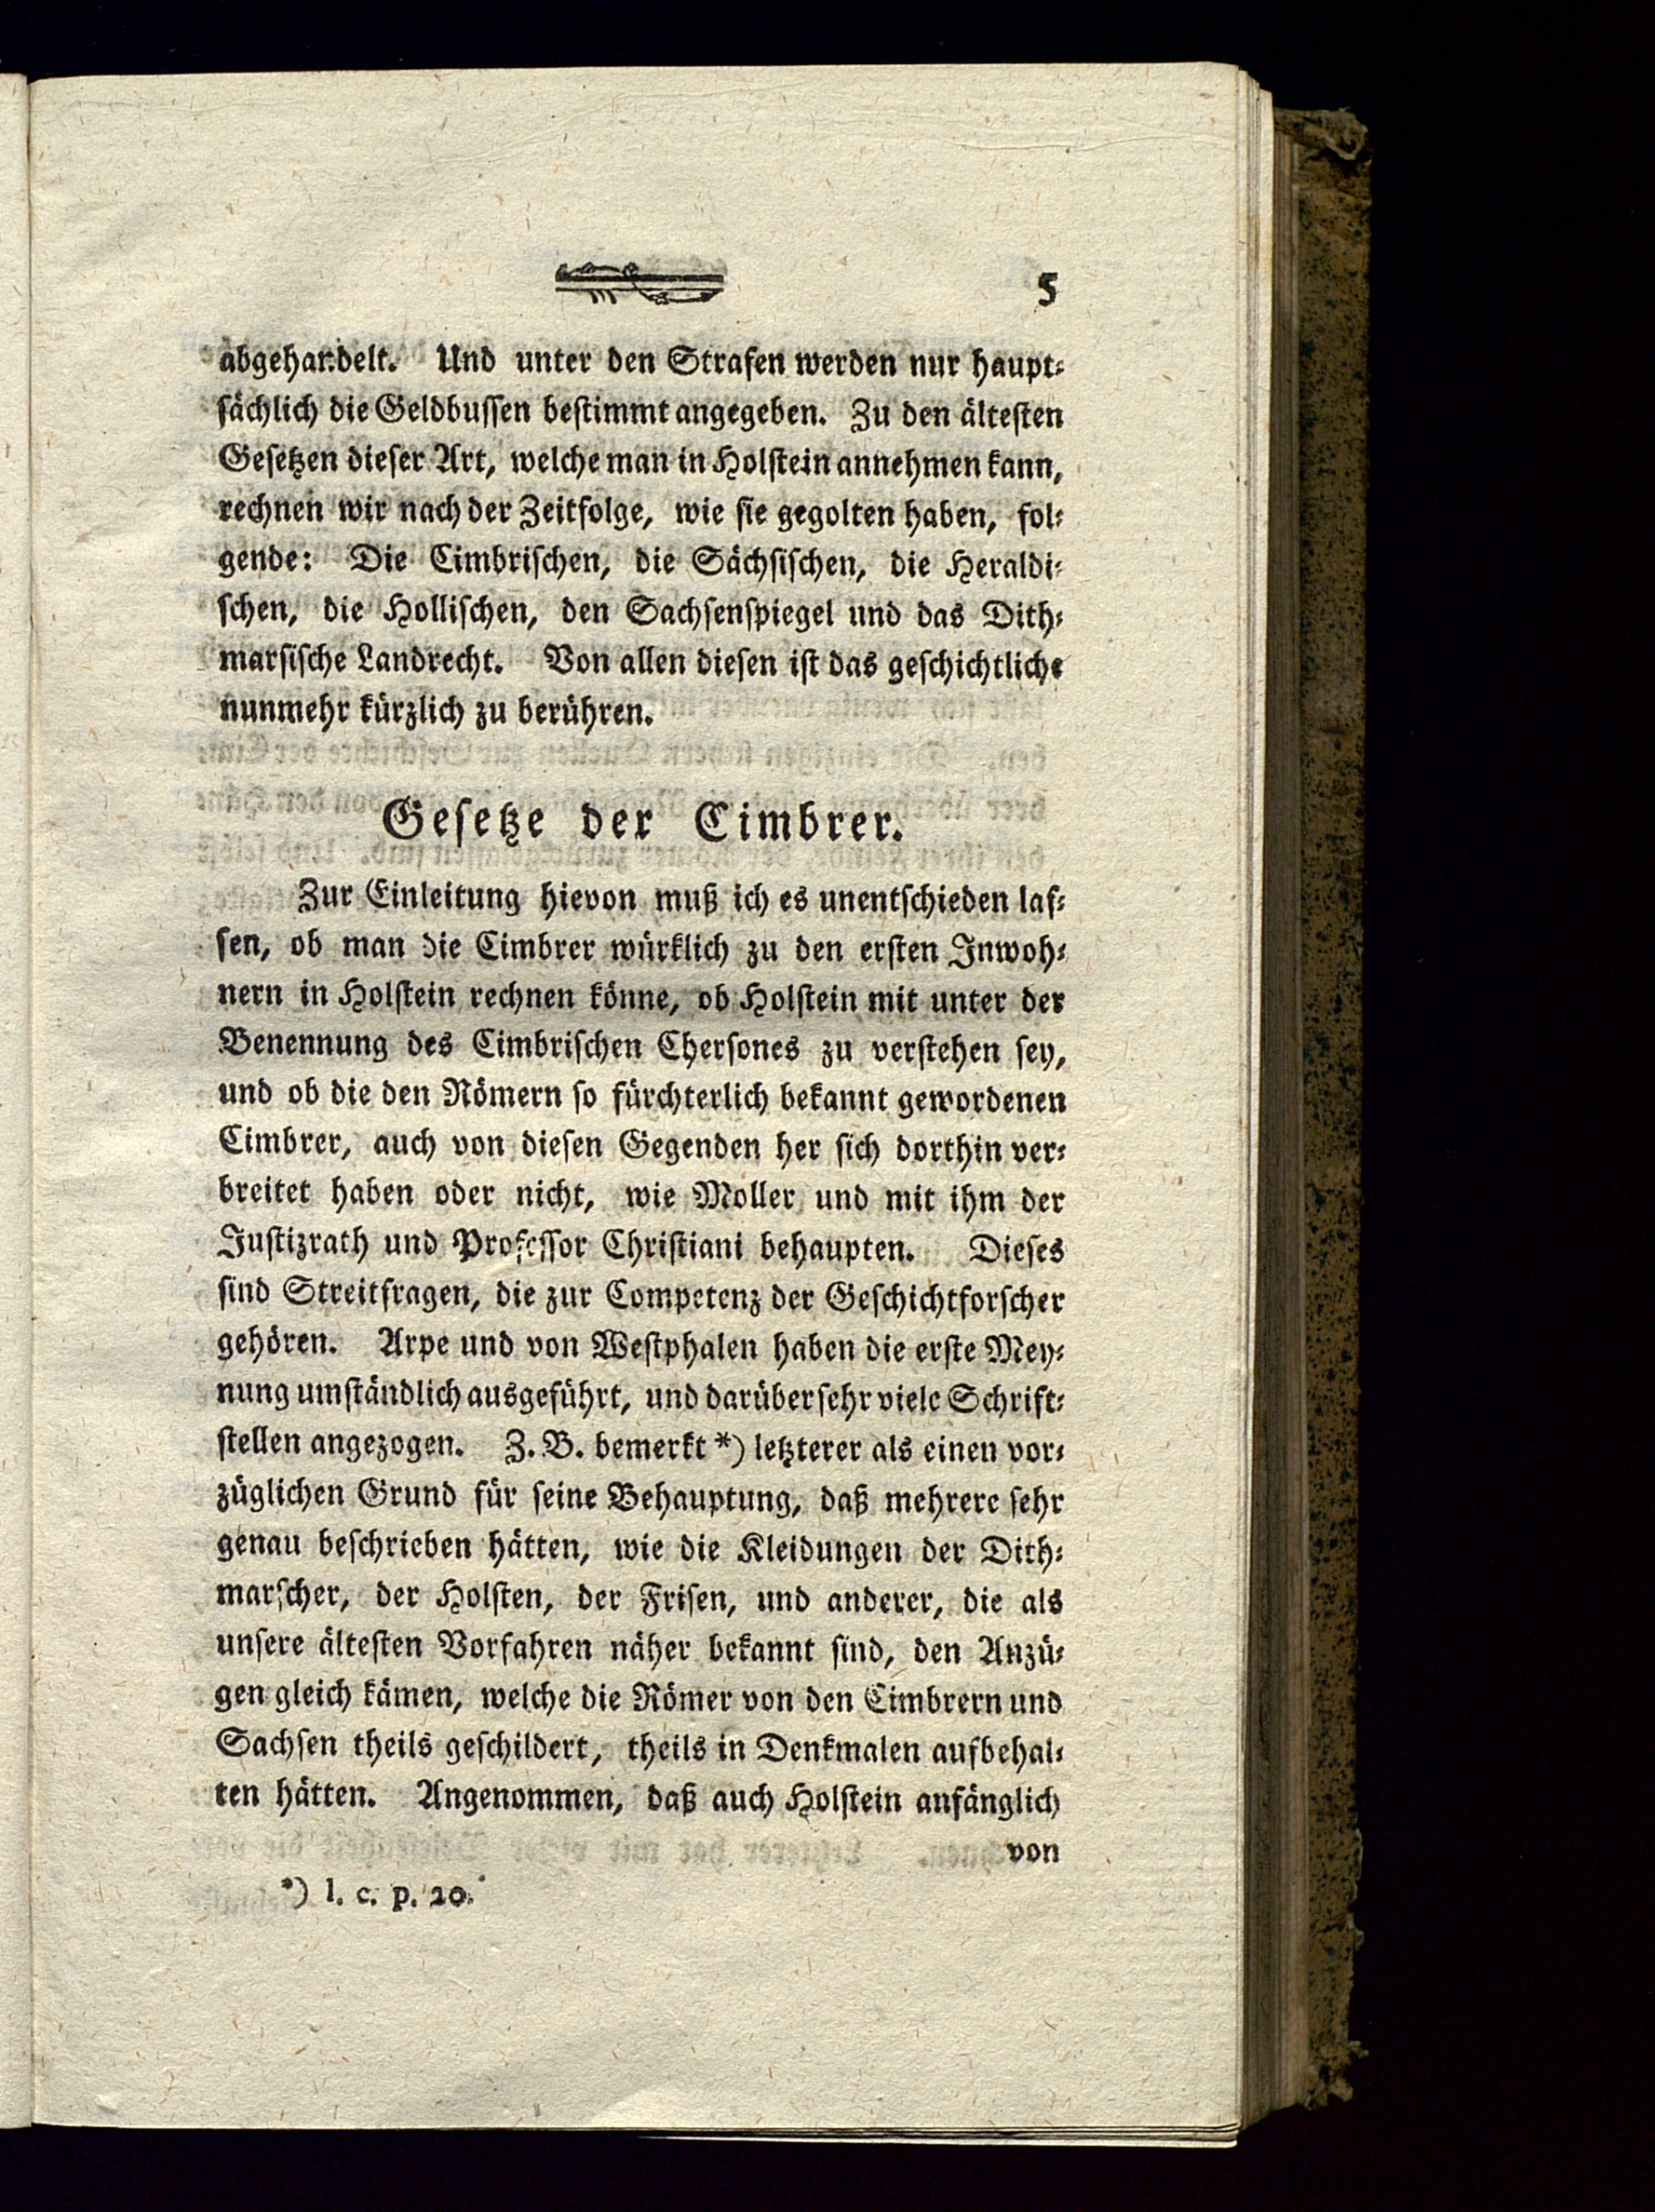 5
abgehandelt. Und unter den Strafen werden nur haupt-
sächlich die Geldbussen bestimmt angegeben. Zu den ältesten
Gesetzen dieser Art, welche man in Holstein annehmen kann,
rechnen wir nach der Zeitfolge, wie sie gegolten haben, fol-
gende: Die Cimbrischen, die Sächsischen, die Heraldi-
schen, die Hollischen, den Sachsenspiegel und das Dith-
marsische Landrecht. Von allen diesen ist das geschichtliche
nunmehr kürzlich zu berühren.
Gesetze der Cimbrer.
Zur Einleitung hievon muß ich es unentschieden las-
sen, ob man die Cimbrer würklich zu den ersten Inwoh-
nern in Holstein rechnen könne, ob Holstein mit unter der
Benennung des Cimbrischen Chersones zu verstehen sey,
und ob die den Römern so fürchterlich bekannt gewordenen
Cimbrer, auch von diesen Gegenden her sich dorthin ver-
breitet haben oder nicht, wie Moller und mit ihm der
Justizrath und Professor Christiani behaupten. Dieses
sind Streitfragen, die zur Competenz der Geschichtforscher
gehören. Arpe und von Westphalen haben die erste Mey-
nung umständlich ausgeführt, und darüber sehr viele Schrift-
stellen angezogen. Z. B. bemerkt *) letzterer als einen vor-
züglichen Grund für seine Behauptung, daß mehrere sehr
genau beschrieben hätten, wie die Kleidungen der Dith-
marscher, der Holsten, der Frisen, und anderer, die als
unsere ältesten Vorfahren näher bekannt sind, den Anzü-
gen gleich kämen, welche die Römer von den Cimbrern und
Sachsen theils geschildert, theils in Denkmalen aufbehal-
ten hätten. Angenommen, daß auch Holstein anfänglich
von
*) l. c. p. 20.